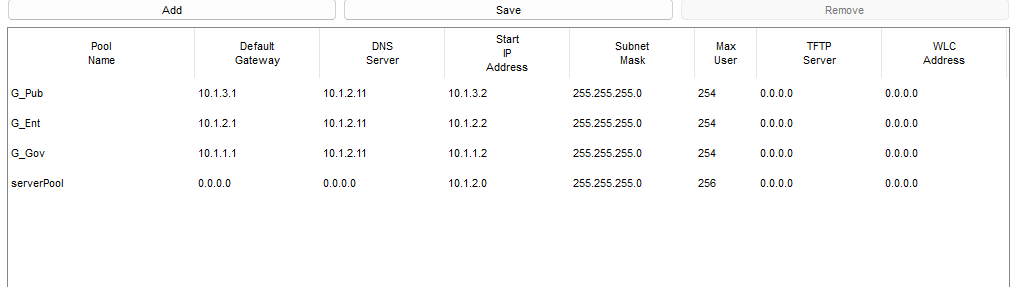 Add Save Remove
Pool Name Default Gateway DNS Server Start IP Address Subnet Mask Max User TFTP Server WLC Address
G_Pub 10.1.3.1 10.1.2.11 10.1.3.2 255.255.255.0 254 0.0.0.0 0.0.0.0
G_Ent 10.1.2.1 10.1.2.11 10.1.2.2 255.255.255.0 254 0.0.0.0 0.0.0.0
G_Gov 10.1.1.1 10.1.2.11 10.1.1.2 255.255.255.0 254 0.0.0.0 0.0.0.0
serverPool 0.0.0.0 0.0.0.0 10.1.2.0 255.255.255.0 256 0.0.0.0 0.0.0.0